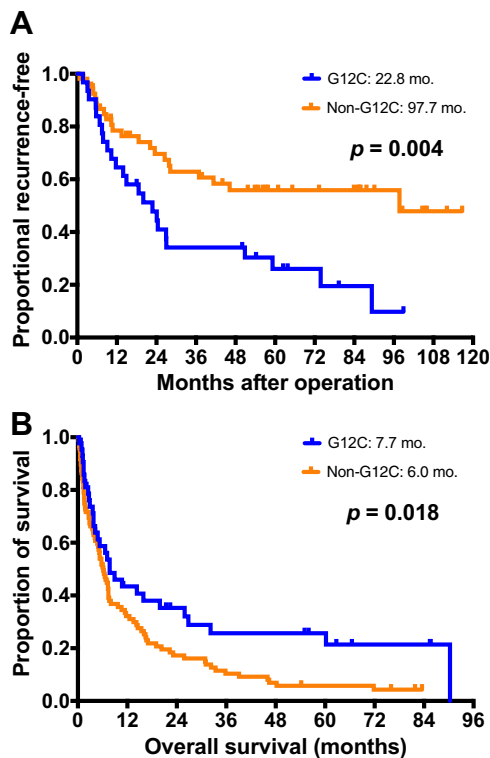 A
Proportional recurrence-free
1.0
0.8
0.6
0.4
0.2
0.0
G12C: 22.8 mo.
Non-G12C: 97.7 mo.
p = 0.004
0 12 24 36 48 60 72 84 96 108 120
Months after operation
B
Proportion of survival
1.0
0.8
0.6
0.4
0.2
0.0
G12C: 7.7 mo.
Non-G12C: 6.0 mo.
p = 0.018
0 12 24 36 48 60 72 84 96
Overall survival (months)